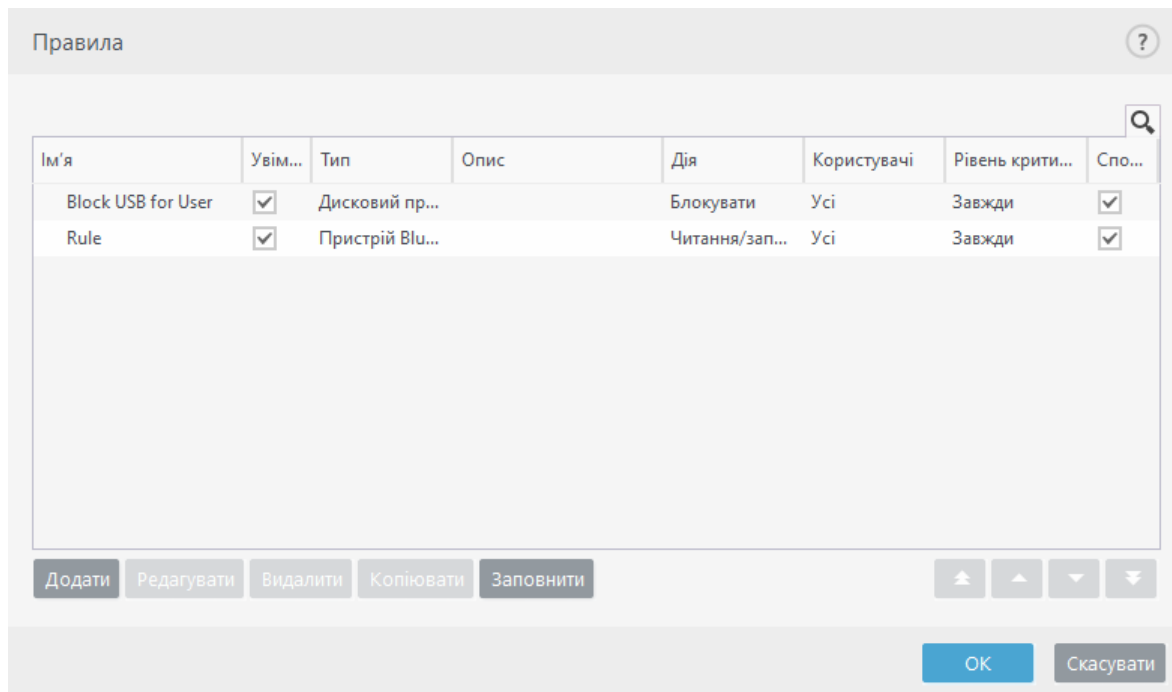 Правила ?
Ім'я Увім... Тип Опис Дія Користувачі Рівень крити... Спо...
Block USB for User Дисковий пр... Блокувати Усі Завжди
Rule Пристрій Blu... Читання/зап... Усі Завжди
Додати Редагувати Видалити Копіювати Заповнити
OK Скасувати